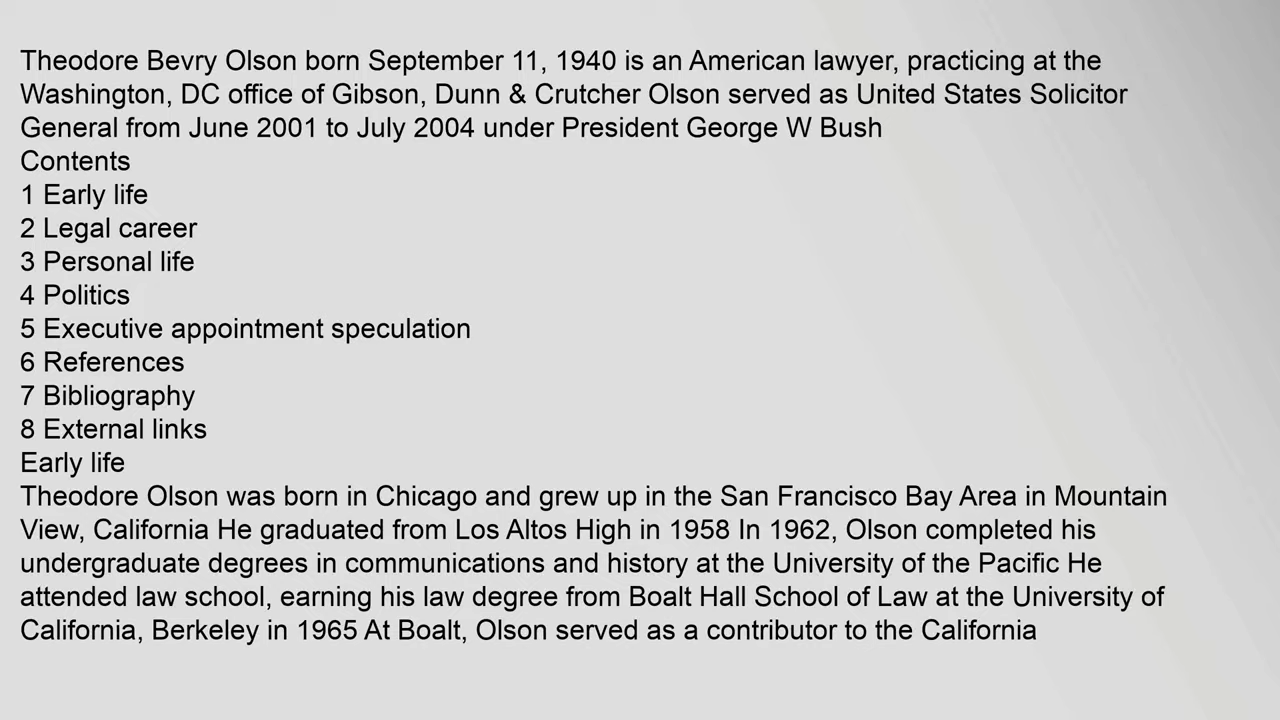 Theodore Bevry Olson born September 11, 1940 is an American lawyer, practicing at the
Washington, DC office of Gibson, Dunn & Crutcher Olson served as United States Solicitor
General from June 2001 to July 2004 under President George W Bush
Contents
1 Early life
2 Legal career
3 Personal life
4 Politics
5 Executive appointment speculation
6 References
7 Bibliography
8 External links
Early life
Theodore Olson was born in Chicago and grew up in the San Francisco Bay Area in Mountain
View, California He graduated from Los Altos High in 1958 In 1962, Olson completed his
undergraduate degrees in communications and history at the University of the Pacific He
attended law school, earning his law degree from Boalt Hall School of Law at the University of
California, Berkeley in 1965 At Boalt, Olson served as a contributor to the California